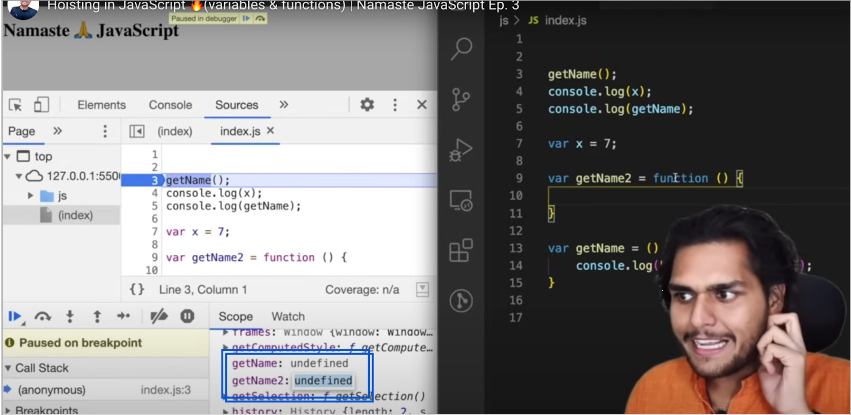 Hoisting in JavaScript 🔥(variables & functions) | Namaste JavaScript Ep. 3
Paused in debugger
Namaste 🙏 JavaScript
Elements Console Sources »
Page » (index) index.js ×
top
127.0.0.1:5500
js
(index)
1
2
3 getName();
4 console.log(x);
5 console.log(getName);
6
7 var x = 7;
8
9 var getName2 = function () {
10
{} Line 3, Column 1 Coverage: n/a
Scope Watch
Paused on breakpoint
Call Stack
(anonymous) index.js:3
Breakpoints
frames: Window {window: Window…
getComputedStyle: ƒ getCompute…
getName: undefined
getName2: undefined
getSelection: ƒ getSelection()
history: History {length: 2, s
js > JS index.js
1
2
3 getName();
4 console.log(x);
5 console.log(getName);
6
7 var x = 7;
8
9 var getName2 = function () {
10
11 }
12
13 var getName = ()
14 console.log( );
15 }
16
17